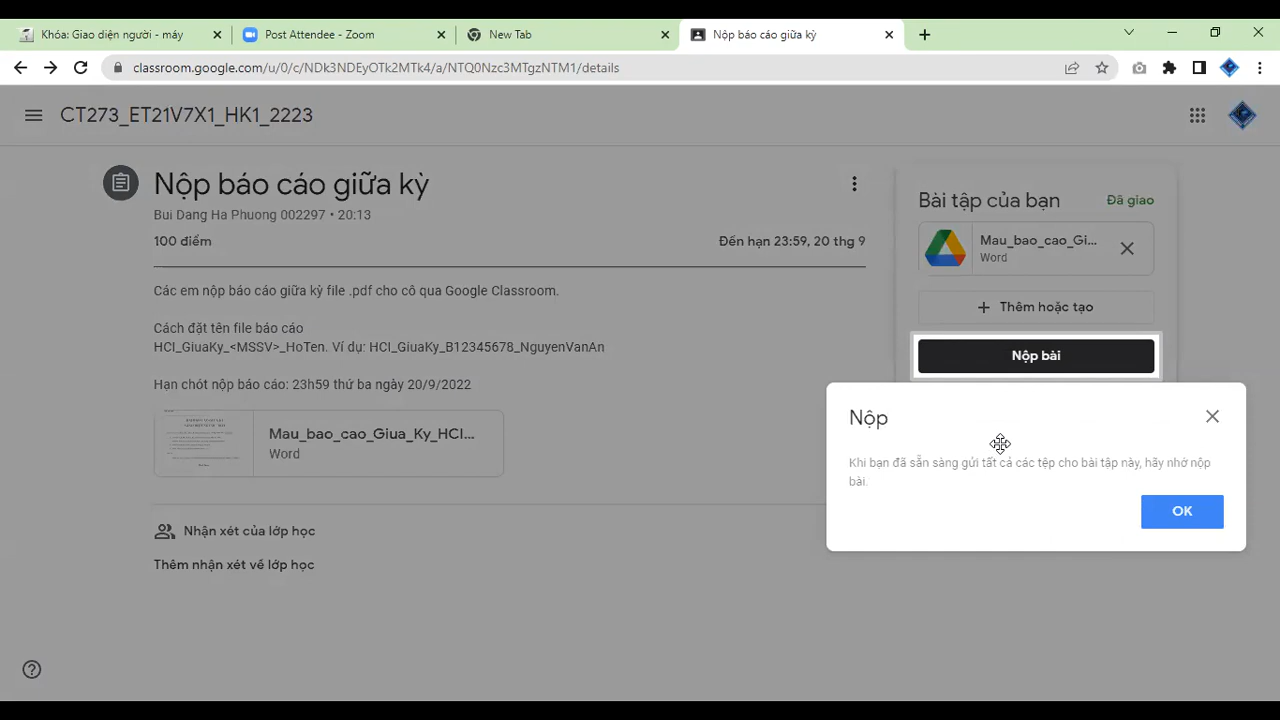 Khóa: Giao diện người - máy
Post Attendee - Zoom
New Tab
Nộp báo cáo giữa kỳ
classroom.google.com/u/0/c/NDk3NDEyOTk2MTk4/a/NTQ0Nzc3MTgzNTM1/details
CT273_ET21V7X1_HK1_2223
Nộp báo cáo giữa kỳ
Bui Dang Ha Phuong 002297 • 20:13
100 điểm
Đến hạn 23:59, 20 thg 9
Các em nộp báo cáo giữa kỳ file .pdf cho cô qua Google Classroom.
Cách đặt tên file báo cáo
HCI_GiuaKy_<MSSV>_HoTen. Ví dụ: HCI_GiuaKy_B12345678_NguyenVanAn
Hạn chót nộp báo cáo: 23h59 thứ ba ngày 20/9/2022
Mau_bao_cao_Giua_Ky_HCI...
Word
Nhận xét của lớp học
Thêm nhận xét về lớp học
Bài tập của bạn
Đã giao
Mau_bao_cao_Gi...
Word
+ Thêm hoặc tạo
Nộp bài
Nộp
Khi bạn đã sẵn sàng gửi tất cả các tệp cho bài tập này, hãy nhớ nộp
bài.
OK